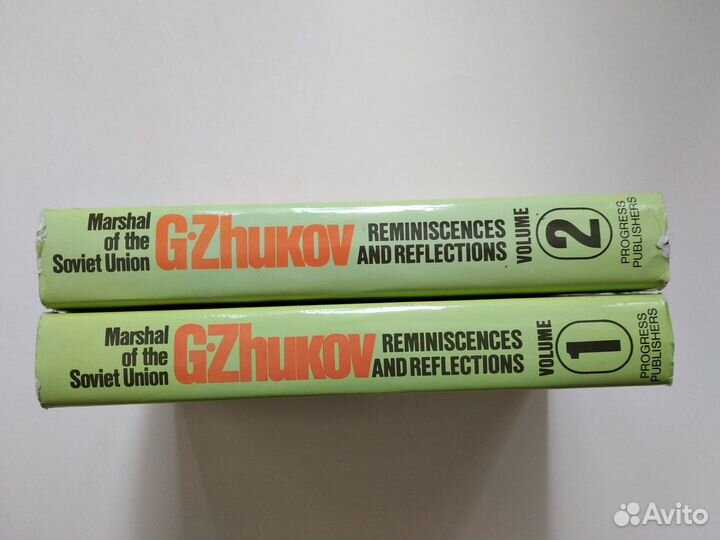 Marshal
of the
Soviet Union
G·Zhukov
REMINISCENCES
AND REFLECTIONS
VOLUME
2
PROGRESS
PUBLISHERS
Marshal
of the
Soviet Union
G·Zhukov
REMINISCENCES
AND REFLECTIONS
VOLUME
1
PROGRESS
PUBLISHERS
Avito